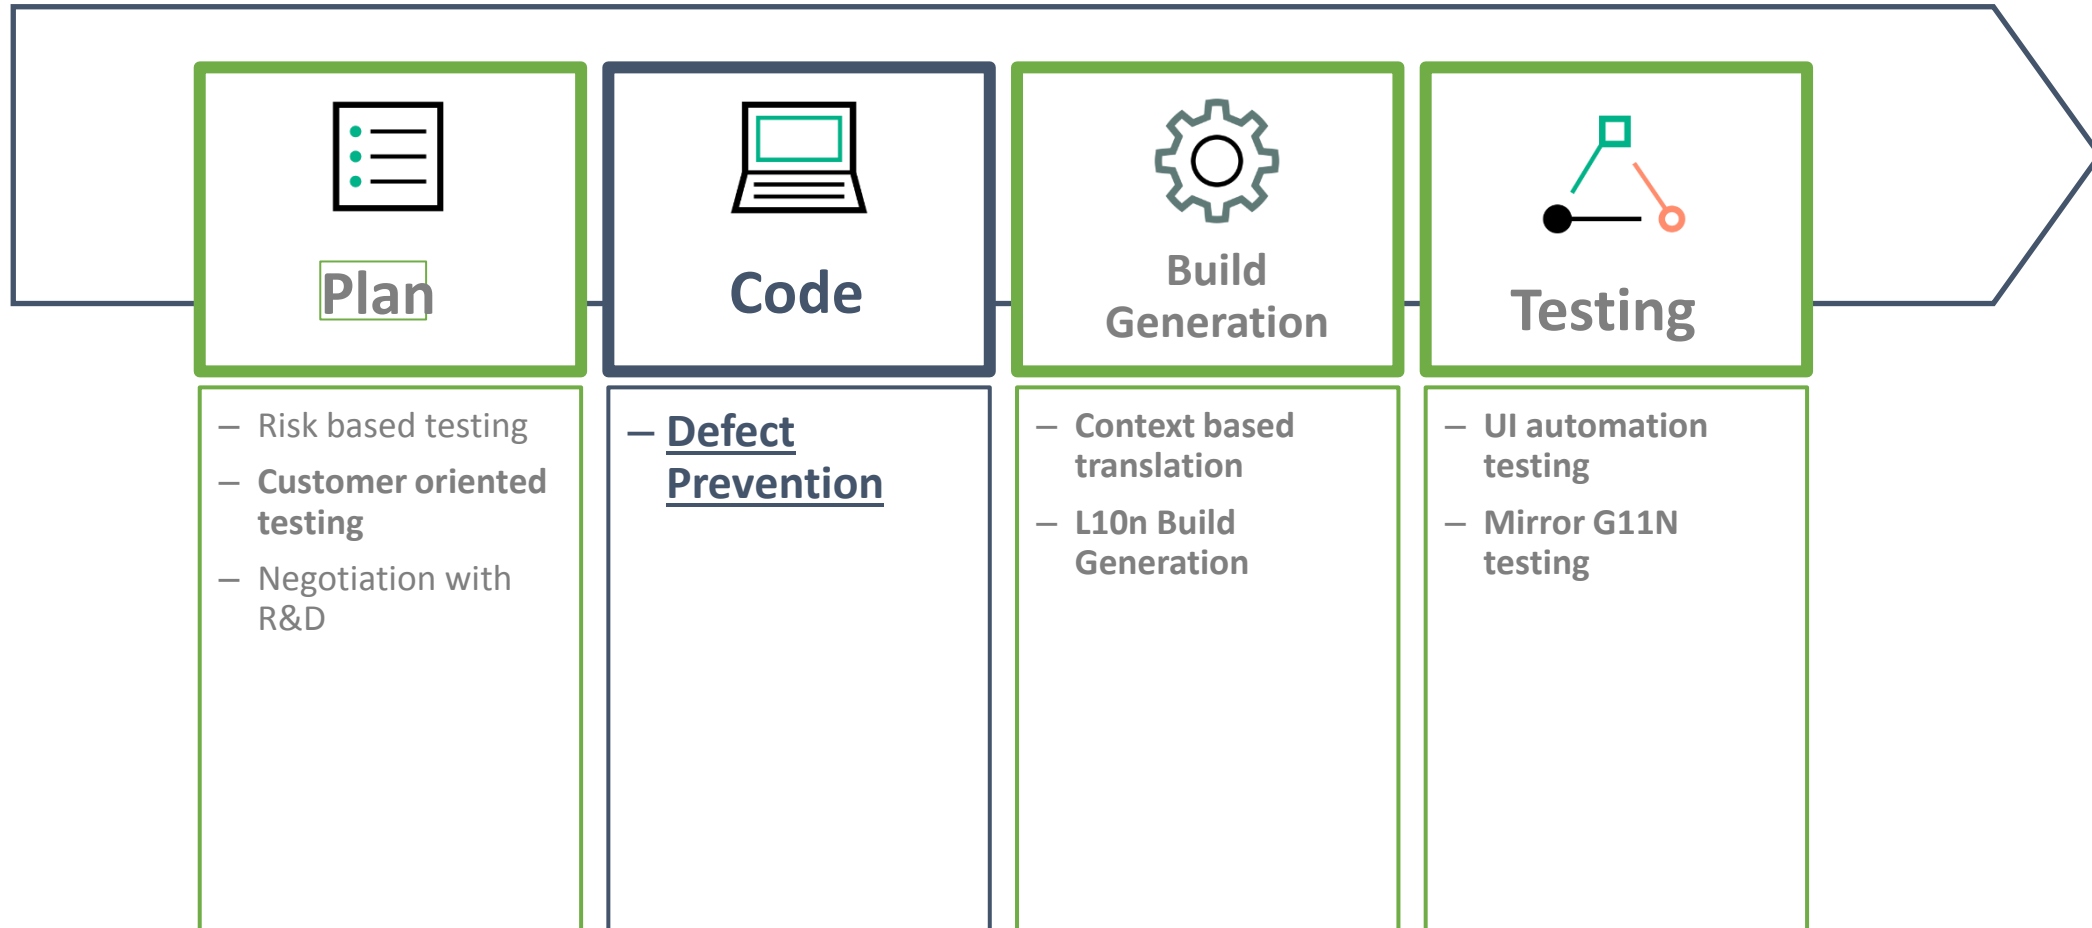 Plan
Code
Build
Generation
Testing
– Risk based testing
– Customer oriented
testing
– Negotiation with
R&D
– Defect
Prevention
– Context based
translation
– L10n Build
Generation
– UI automation
testing
– Mirror G11N
testing